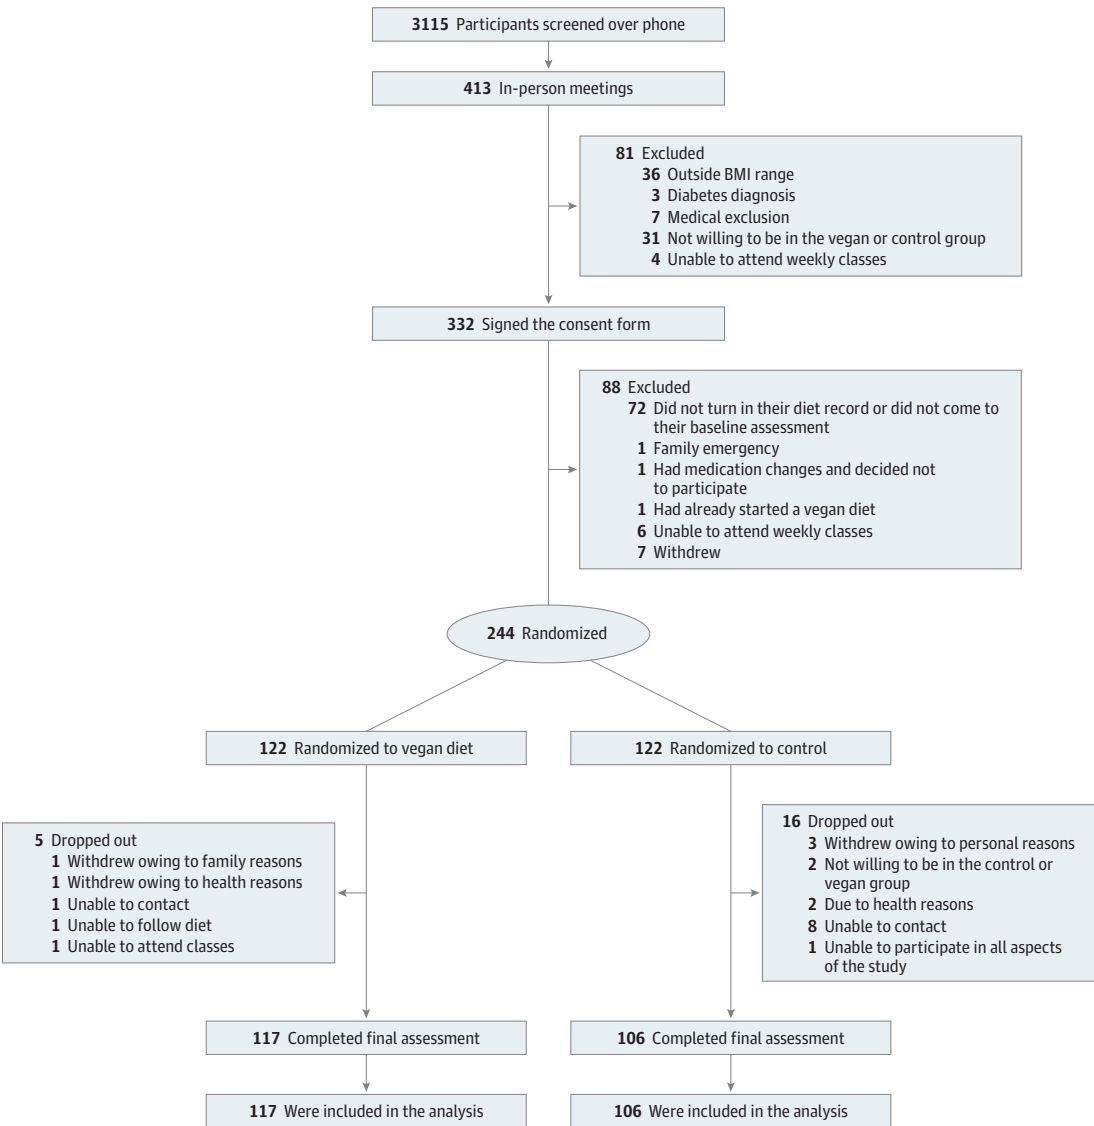 3115 Participants screened over phone
413 In-person meetings
81 Excluded
36 Outside BMI range
3 Diabetes diagnosis
7 Medical exclusion
31 Not willing to be in the vegan or control group
4 Unable to attend weekly classes
332 Signed the consent form
88 Excluded
72 Did not turn in their diet record or did not come to
their baseline assessment
1 Family emergency
1 Had medication changes and decided not
to participate
1 Had already started a vegan diet
6 Unable to attend weekly classes
7 Withdrew
244 Randomized
122 Randomized to vegan diet
122 Randomized to control
5 Dropped out
1 Withdrew owing to family reasons
1 Withdrew owing to health reasons
1 Unable to contact
1 Unable to follow diet
1 Unable to attend classes
16 Dropped out
3 Withdrew owing to personal reasons
2 Not willing to be in the control or
vegan group
2 Due to health reasons
8 Unable to contact
1 Unable to participate in all aspects
of the study
117 Completed final assessment
106 Completed final assessment
117 Were included in the analysis
106 Were included in the analysis